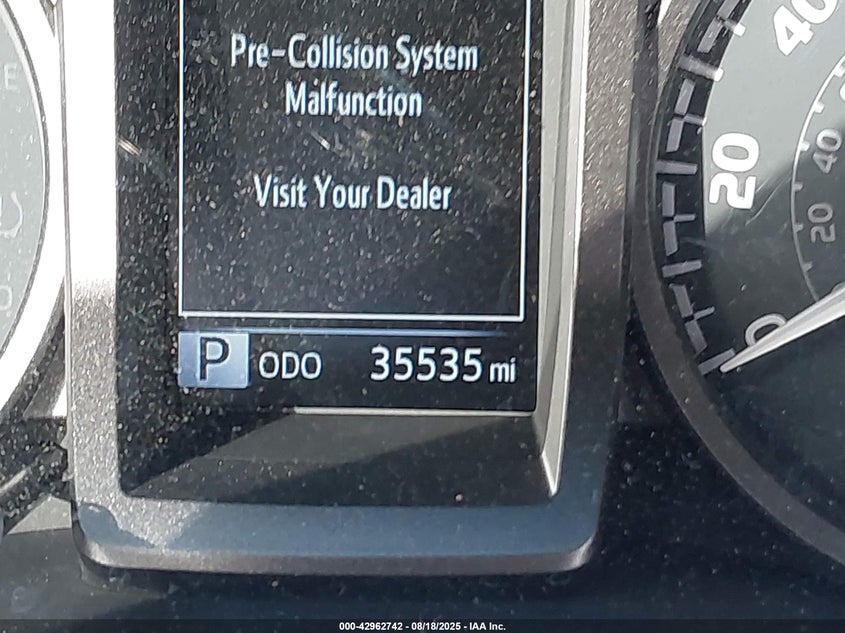 Pre-Collision System
Malfunction
Visit Your Dealer
P ODO 35535 mi
40
20
0
40
20
E
000-42962742 - 08/18/2025 - IAA Inc.